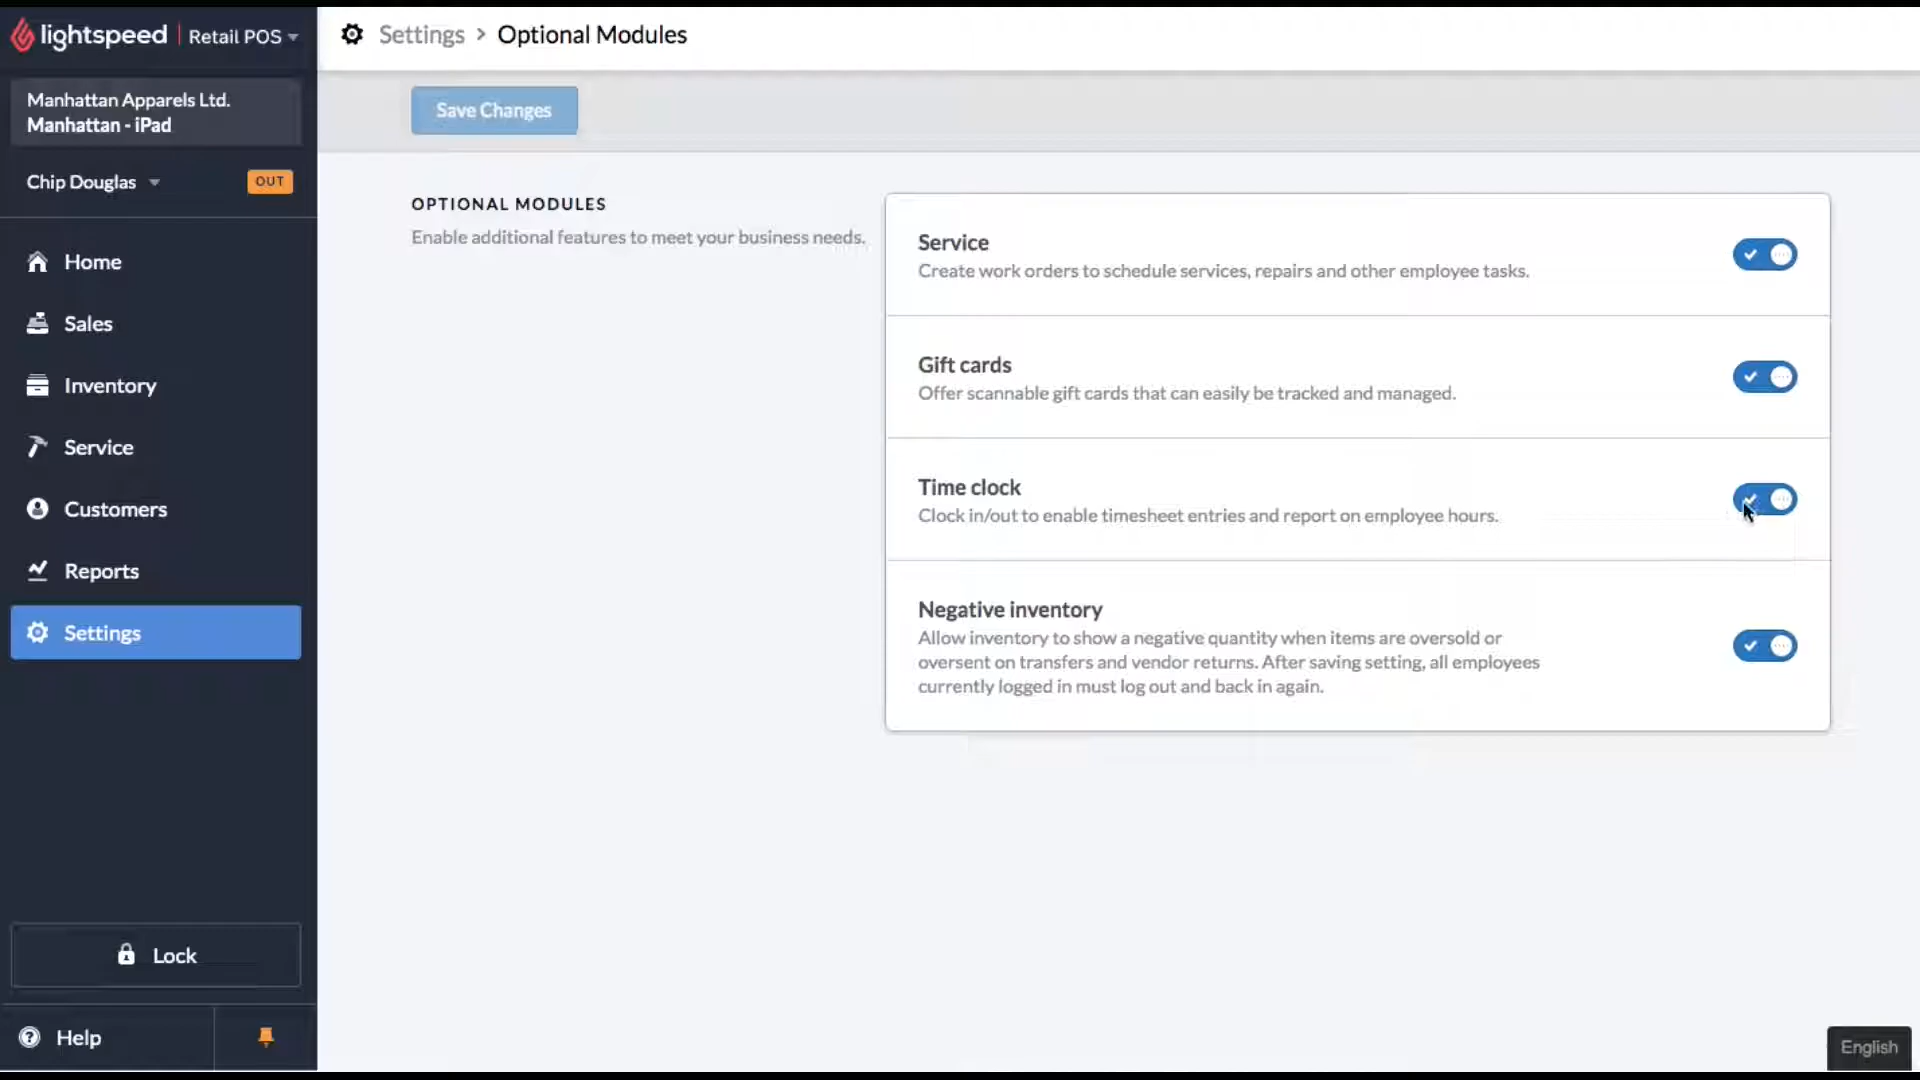 lightspeed | Retail POS
Settings > Optional Modules
Manhattan Apparels Ltd.
Manhattan - iPad
Save Changes
Chip Douglas
OUT
Home
Sales
Inventory
Service
Customers
Reports
Settings
Lock
Help
OPTIONAL MODULES
Enable additional features to meet your business needs.
Service
Create work orders to schedule services, repairs and other employee tasks.
Gift cards
Offer scannable gift cards that can easily be tracked and managed.
Time clock
Clock in/out to enable timesheet entries and report on employee hours.
Negative inventory
Allow inventory to show a negative quantity when items are oversold or
oversent on transfers and vendor returns. After saving setting, all employees
currently logged in must log out and back in again.
English